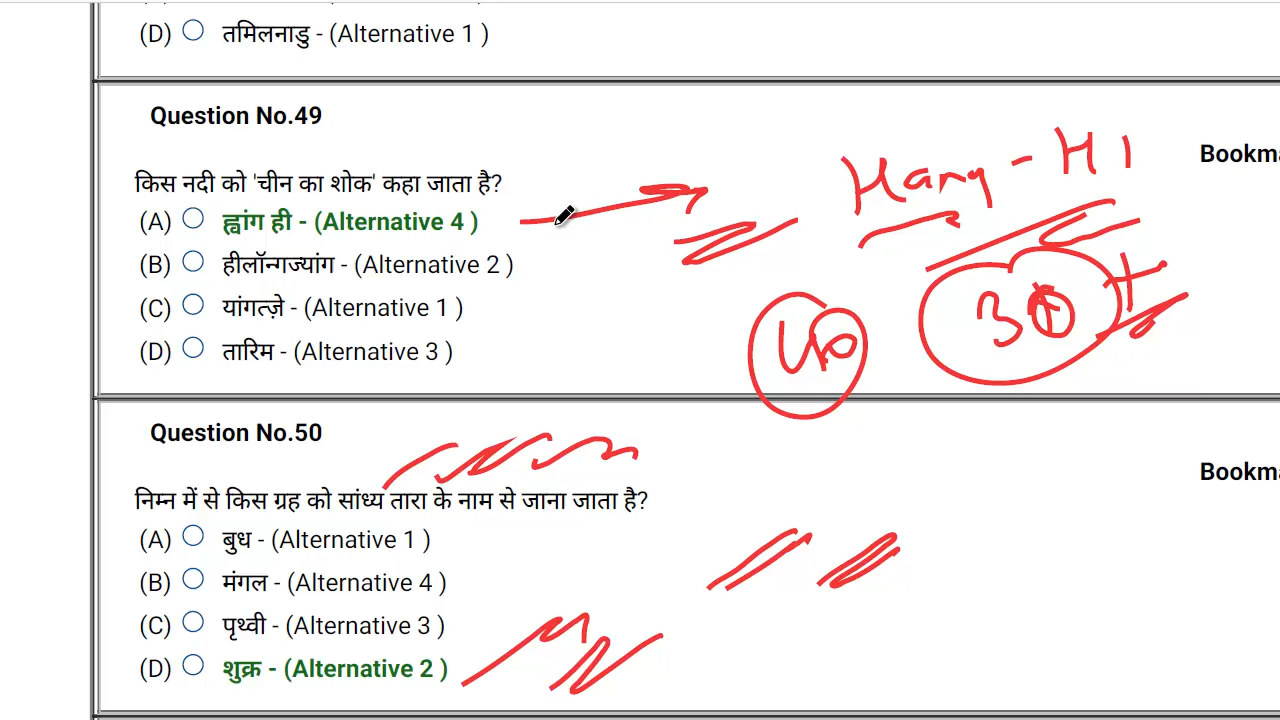 (D) तमिलनाडु - (Alternative 1 )
Question No.49
Bookma
किस नदी को 'चीन का शोक' कहा जाता है?
Hang - HI
(A) ह्वांग ही - (Alternative 4 )
(B) हीलॉन्गज्यांग - (Alternative 2 )
(C) यांगत्ज़े - (Alternative 1 )
(D) तारिम - (Alternative 3 )
40
Question No.50
Bookma
निम्न में से किस ग्रह को सांध्य तारा के नाम से जाना जाता है?
(A) बुध - (Alternative 1 )
(B) मंगल - (Alternative 4 )
(C) पृथ्वी - (Alternative 3 )
(D) शुक्र - (Alternative 2 )